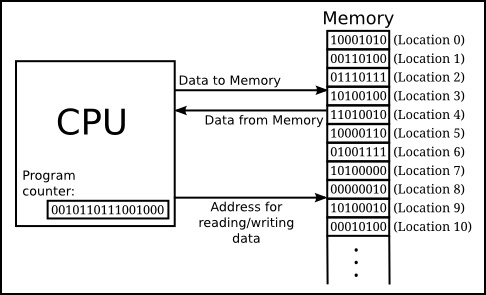 Memory
10001010 (Location 0)
00110100 (Location 1)
01110111 (Location 2)
10100100 (Location 3)
11010010 (Location 4)
10000110 (Location 5)
01001111 (Location 6)
10100000 (Location 7)
00000010 (Location 8)
10100010 (Location 9)
00010100 (Location 10)
Data to Memory
Data from Memory
CPU
Program
counter:
0010110111001000
Address for
reading/writing
data